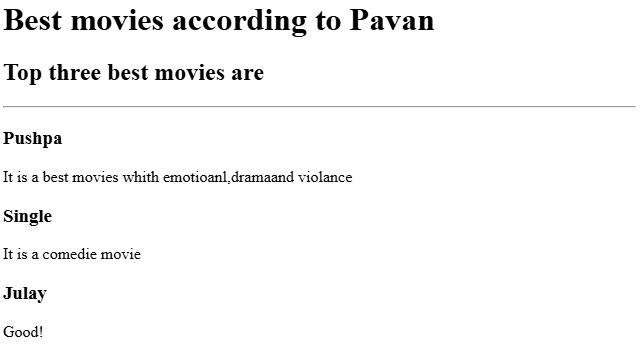 Best movies according to Pavan
Top three best movies are
Pushpa
It is a best movies whith emotioanl,dramaand violance
Single
It is a comedie movie
Julay
Good!